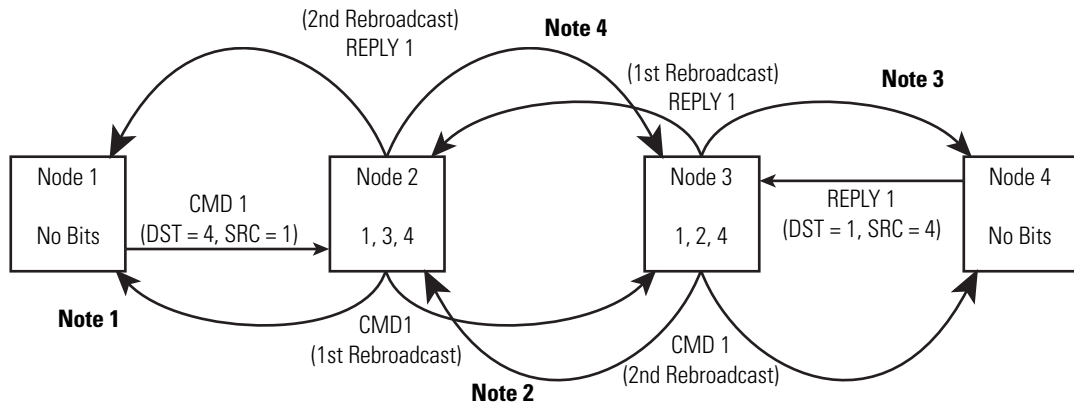 (2nd Rebroadcast)
REPLY 1
Note 4
(1st Rebroadcast)
REPLY 1
Note 3
Node 1
No Bits
CMD 1
(DST = 4, SRC = 1)
Node 2
1, 3, 4
Node 3
1, 2, 4
REPLY 1
(DST = 1, SRC = 4)
Node 4
No Bits
Note 1
CMD1
(1st Rebroadcast)
Note 2
CMD 1
(2nd Rebroadcast)